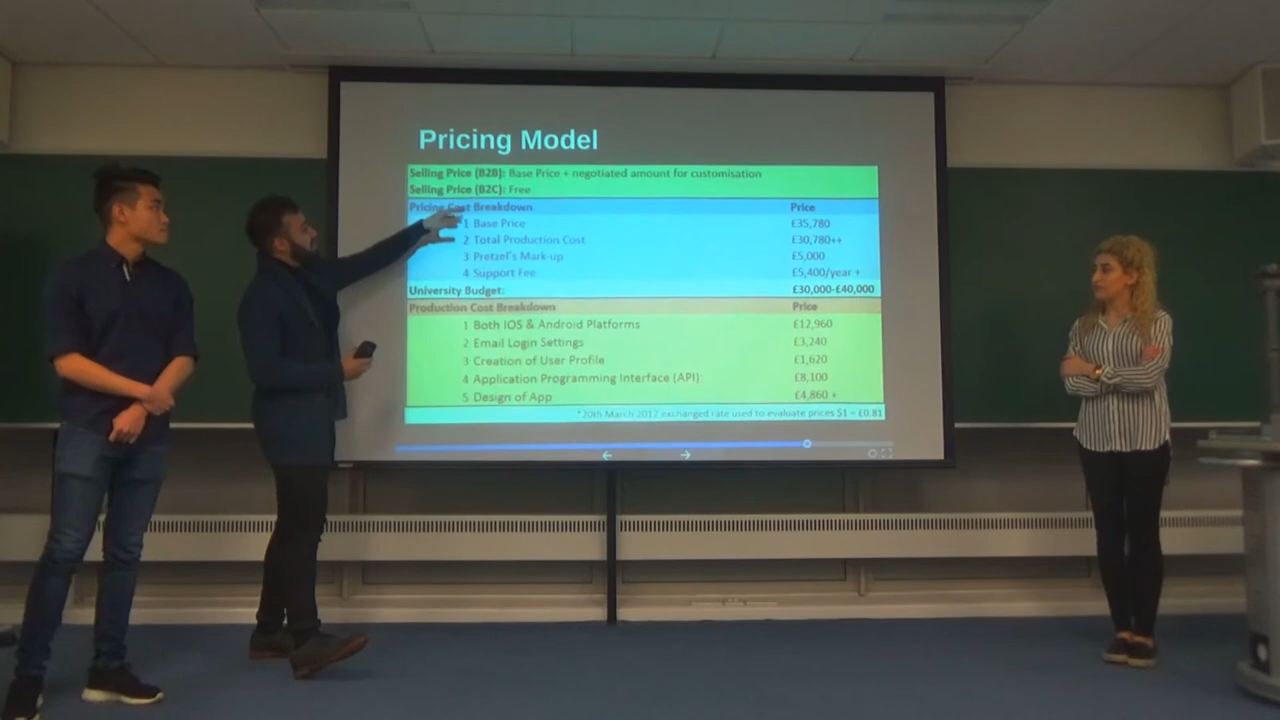 Pricing Model
Selling Price (B2B): Base Price + negotiated amount for customisation
Selling Price (B2C): Free
Pricing Cost Breakdown Price
1 Base Price £35,780
2 Total Production Cost £30,780++
3 Pretzel's Mark-up £5,000
4 Support Fee £5,400/year +
University Budget: £30,000-£40,000
Production Cost Breakdown Price
1 Both IOS & Android Platforms £12,960
2 Email Login Settings £3,240
3 Creation of User Profile £1,620
4 Application Programming Interface (API): £8,100
5 Design of App £4,860 +
*20th March 2017 exchanged rate used to evaluate prices $1 = £0.81